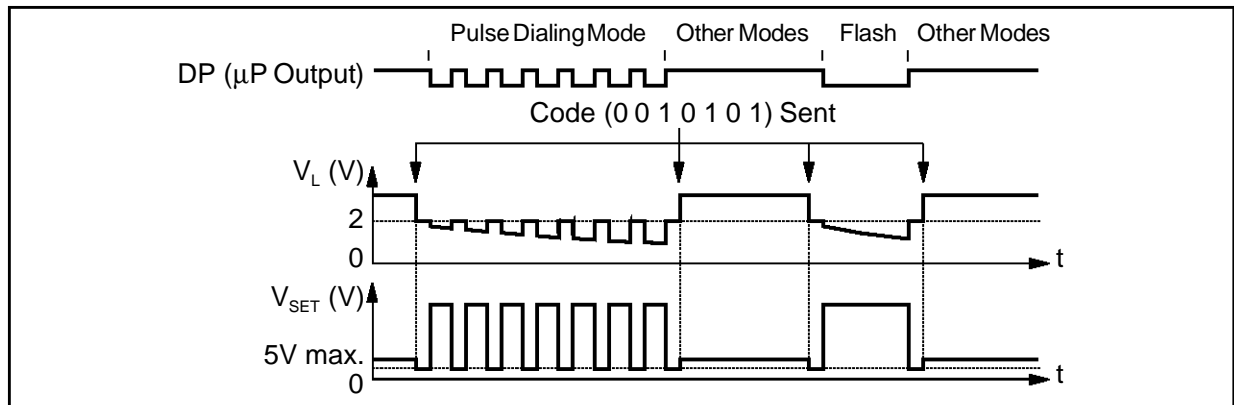 Pulse Dialing Mode Other Modes Flash Other Modes
DP (μP Output)
Code (0 0 1 0 1 0 1) Sent
V_L (V)
2
0
t
V_SET (V)
5V max.
0
t